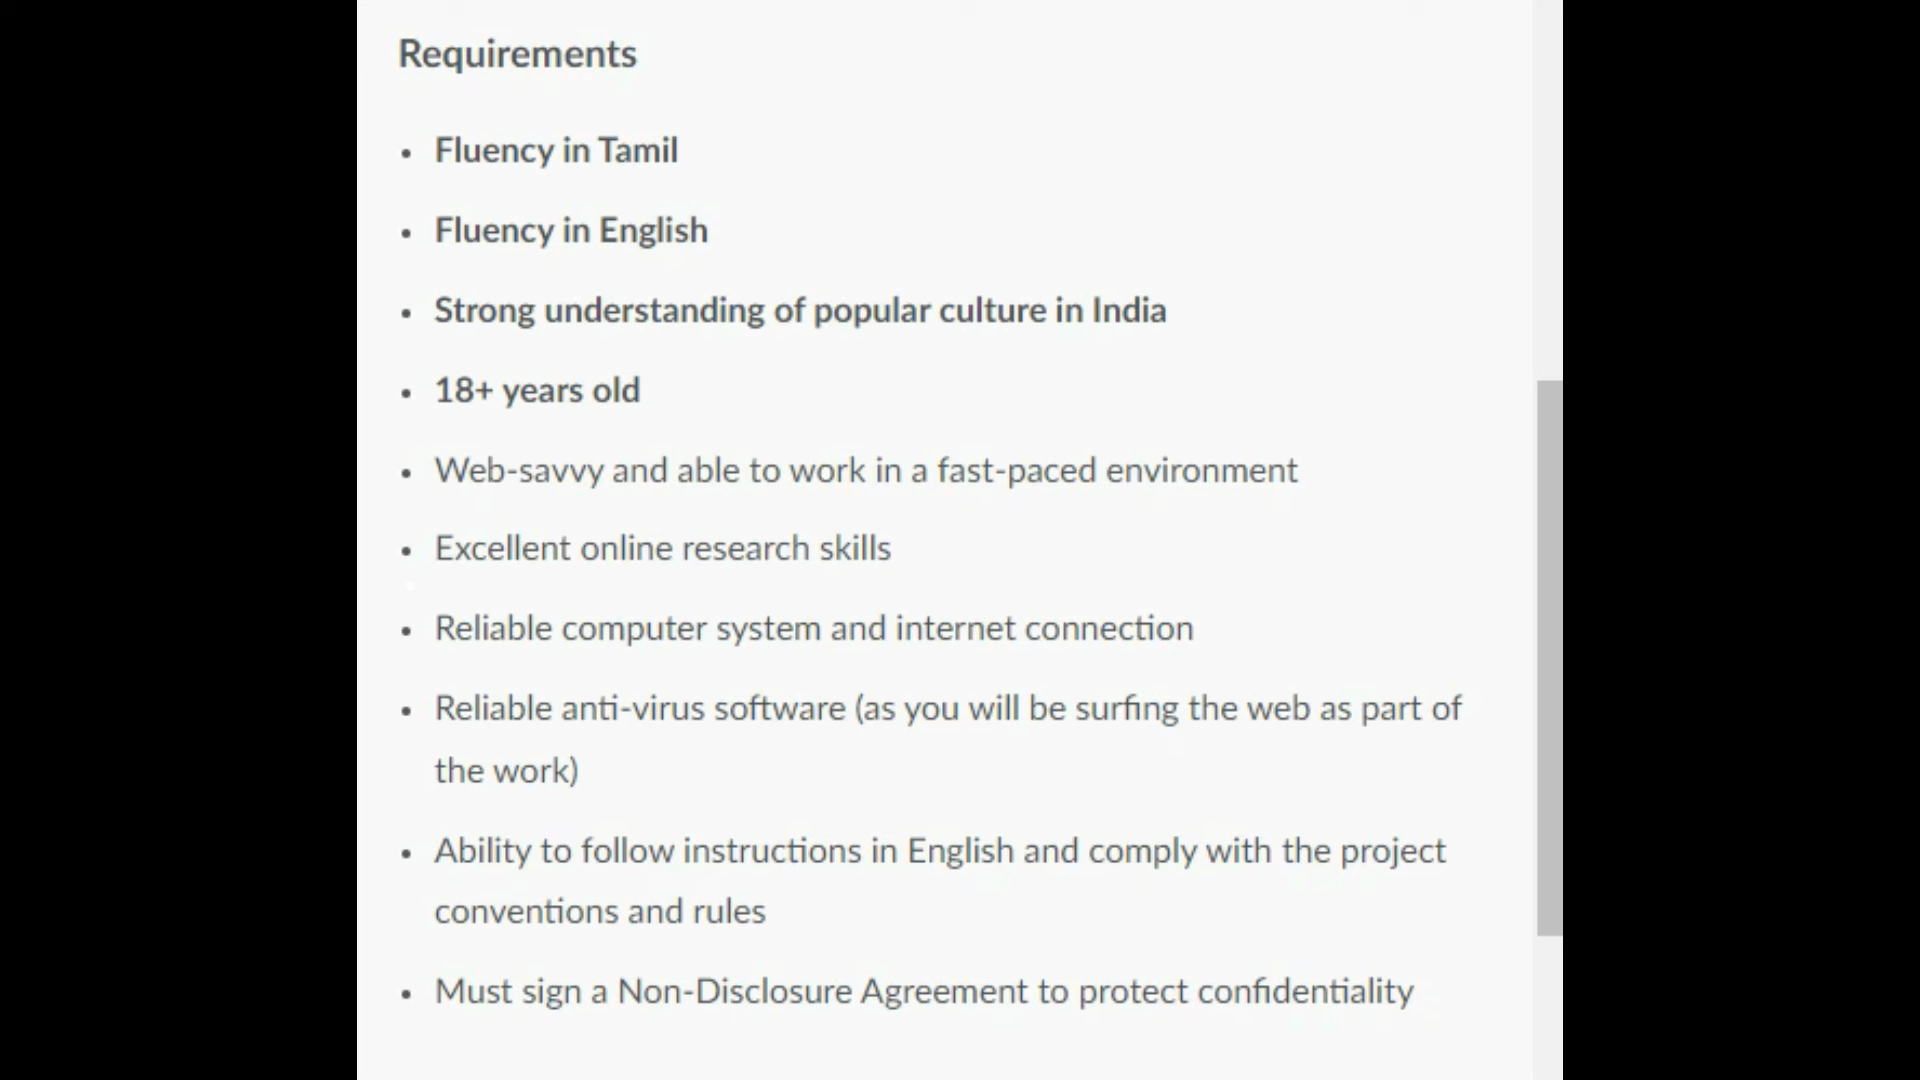 Requirements
• Fluency in Tamil
• Fluency in English
• Strong understanding of popular culture in India
• 18+ years old
• Web-savvy and able to work in a fast-paced environment
• Excellent online research skills
• Reliable computer system and internet connection
• Reliable anti-virus software (as you will be surfing the web as part of
the work)
• Ability to follow instructions in English and comply with the project
conventions and rules
• Must sign a Non-Disclosure Agreement to protect confidentiality